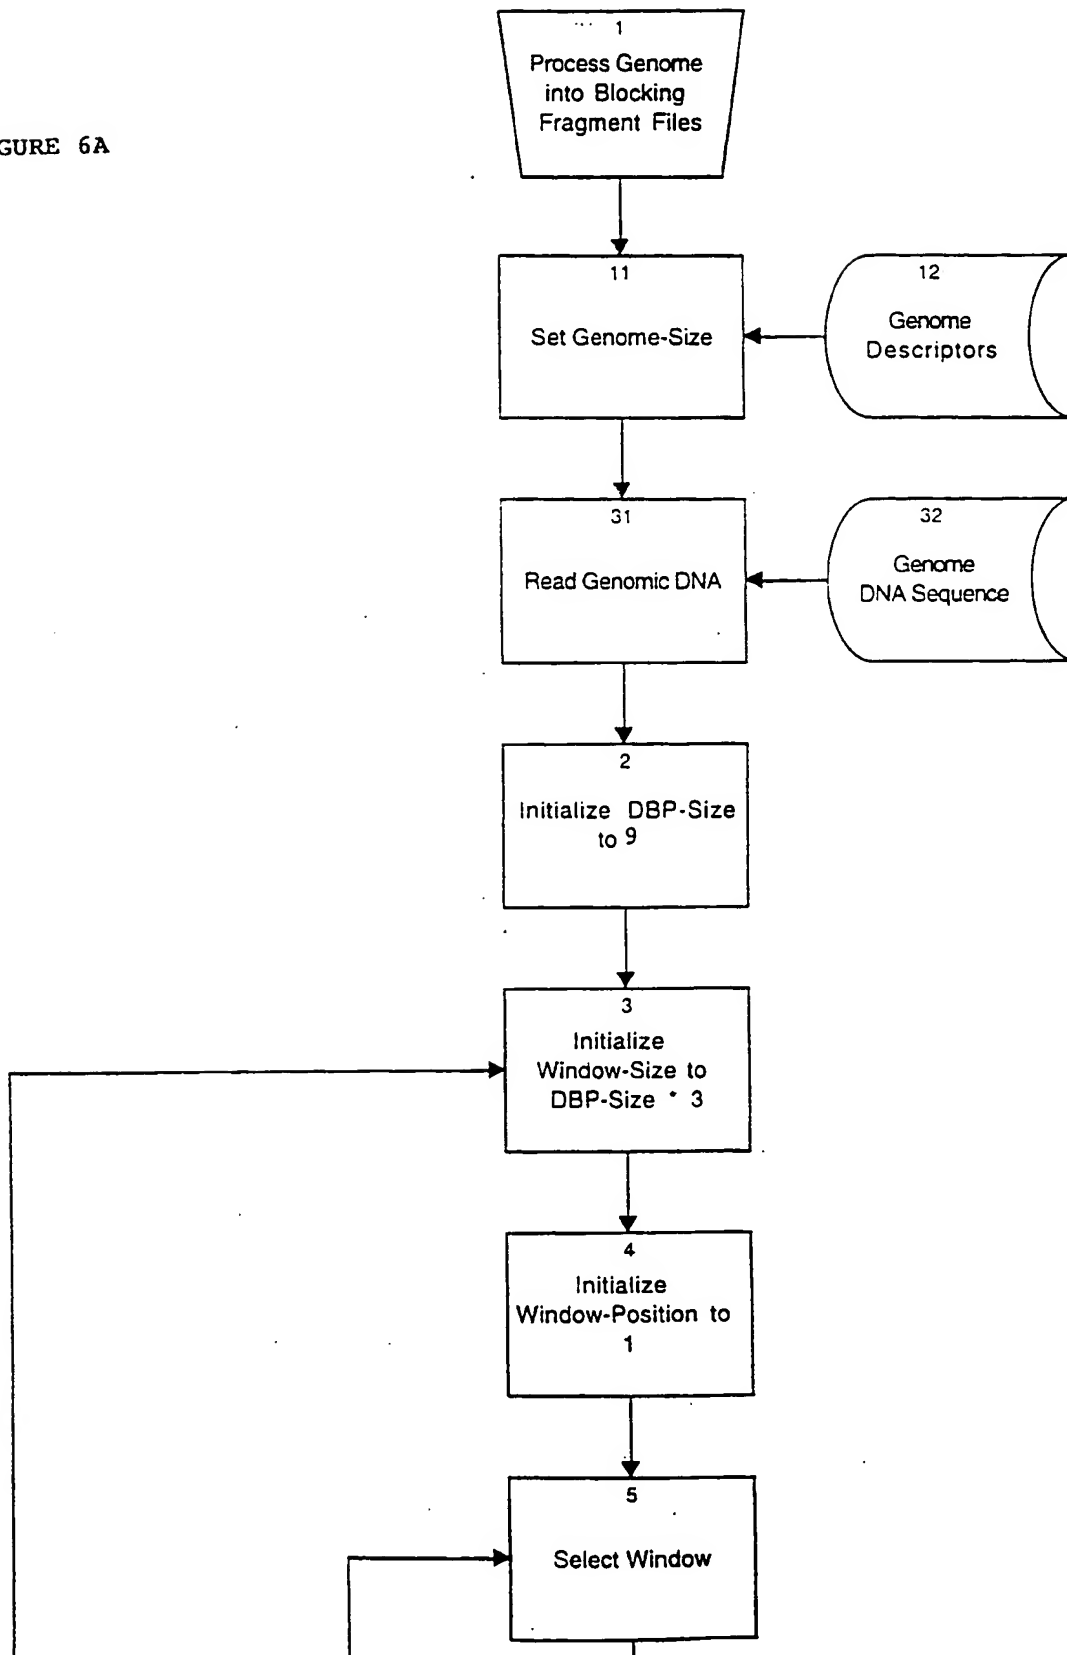 1
Process Genome
into Blocking
Fragment Files
GURE 6A
11
Set Genome-Size
12
Genome
Descriptors
31
Read Genomic DNA
32
Genome
DNA Sequence
2
Initialize DBP-Size
to 9
3
Initialize
Window-Size to
DBP-Size * 3
4
Initialize
Window-Position to
1
5
Select Window